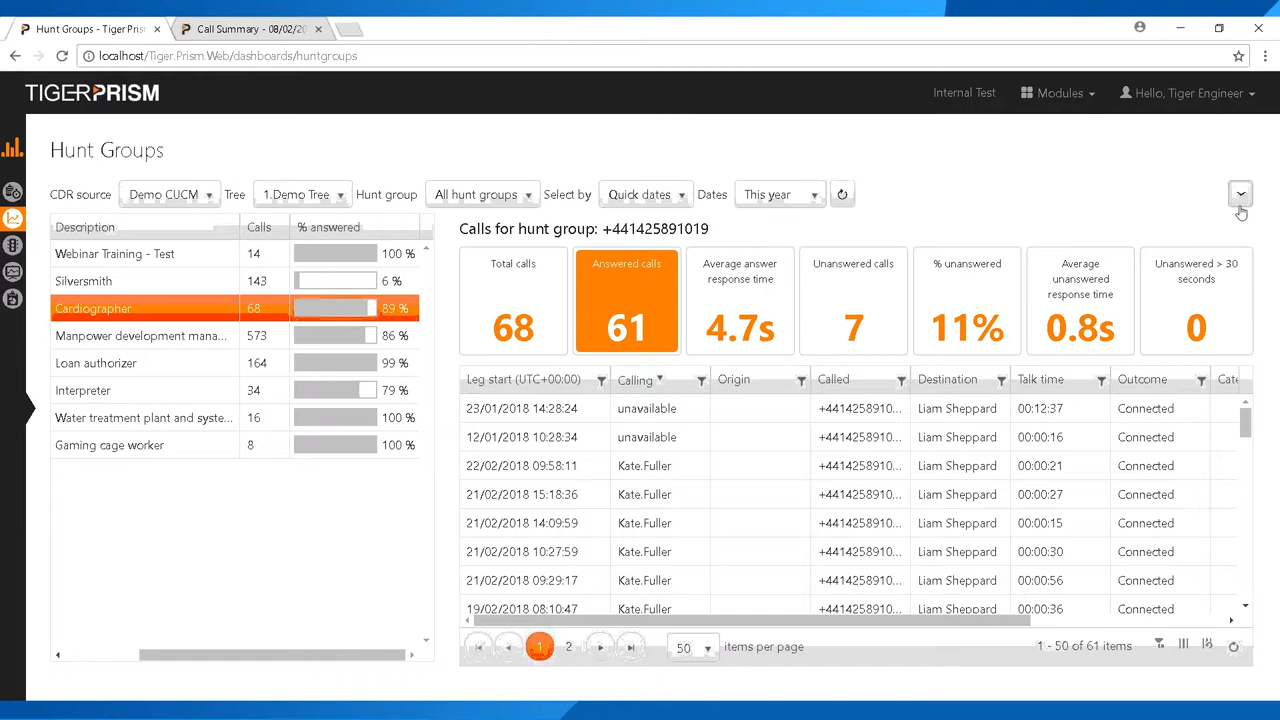 Hunt Groups - Tiger Prism
Call Summary - 08/02/20
localhost/Tiger.Prism.Web/dashboards/huntgroups
TIGERPRISM
Internal Test
Modules
Hello, Tiger Engineer
Hunt Groups
CDR source Demo CUCM Tree 1.Demo Tree Hunt group All hunt groups Select by Quick dates Dates This year
Description Calls % answered
Webinar Training - Test 14 100 %
Silversmith 143 6 %
Cardiographer 68 89 %
Manpower development mana... 573 86 %
Loan authorizer 164 99 %
Interpreter 34 79 %
Water treatment plant and syste... 16 100 %
Gaming cage worker 8 100 %
Calls for hunt group: +441425891019
Total calls
68
Answered calls
61
Average answer
response time
4.7s
Unanswered calls
7
% unanswered
11%
Average
unanswered
response time
0.8s
Unanswered > 30
seconds
0
Leg start (UTC+00:00) Calling Origin Called Destination Talk time Outcome Cate
23/01/2018 14:28:24 unavailable +4414258910... Liam Sheppard 00:12:37 Connected
12/01/2018 10:28:34 unavailable +4414258910... Liam Sheppard 00:00:16 Connected
22/02/2018 09:58:11 Kate.Fuller +4414258910... Liam Sheppard 00:00:21 Connected
21/02/2018 15:18:36 Kate.Fuller +4414258910... Liam Sheppard 00:00:27 Connected
21/02/2018 14:09:59 Kate.Fuller +4414258910... Liam Sheppard 00:00:15 Connected
21/02/2018 10:27:59 Kate.Fuller +4414258910... Liam Sheppard 00:00:30 Connected
21/02/2018 09:29:17 Kate.Fuller +4414258910... Liam Sheppard 00:00:56 Connected
19/02/2018 08:10:47 Kate.Fuller +4414258910... Liam Sheppard 00:00:36 Connected
1 2 50 items per page 1 - 50 of 61 items